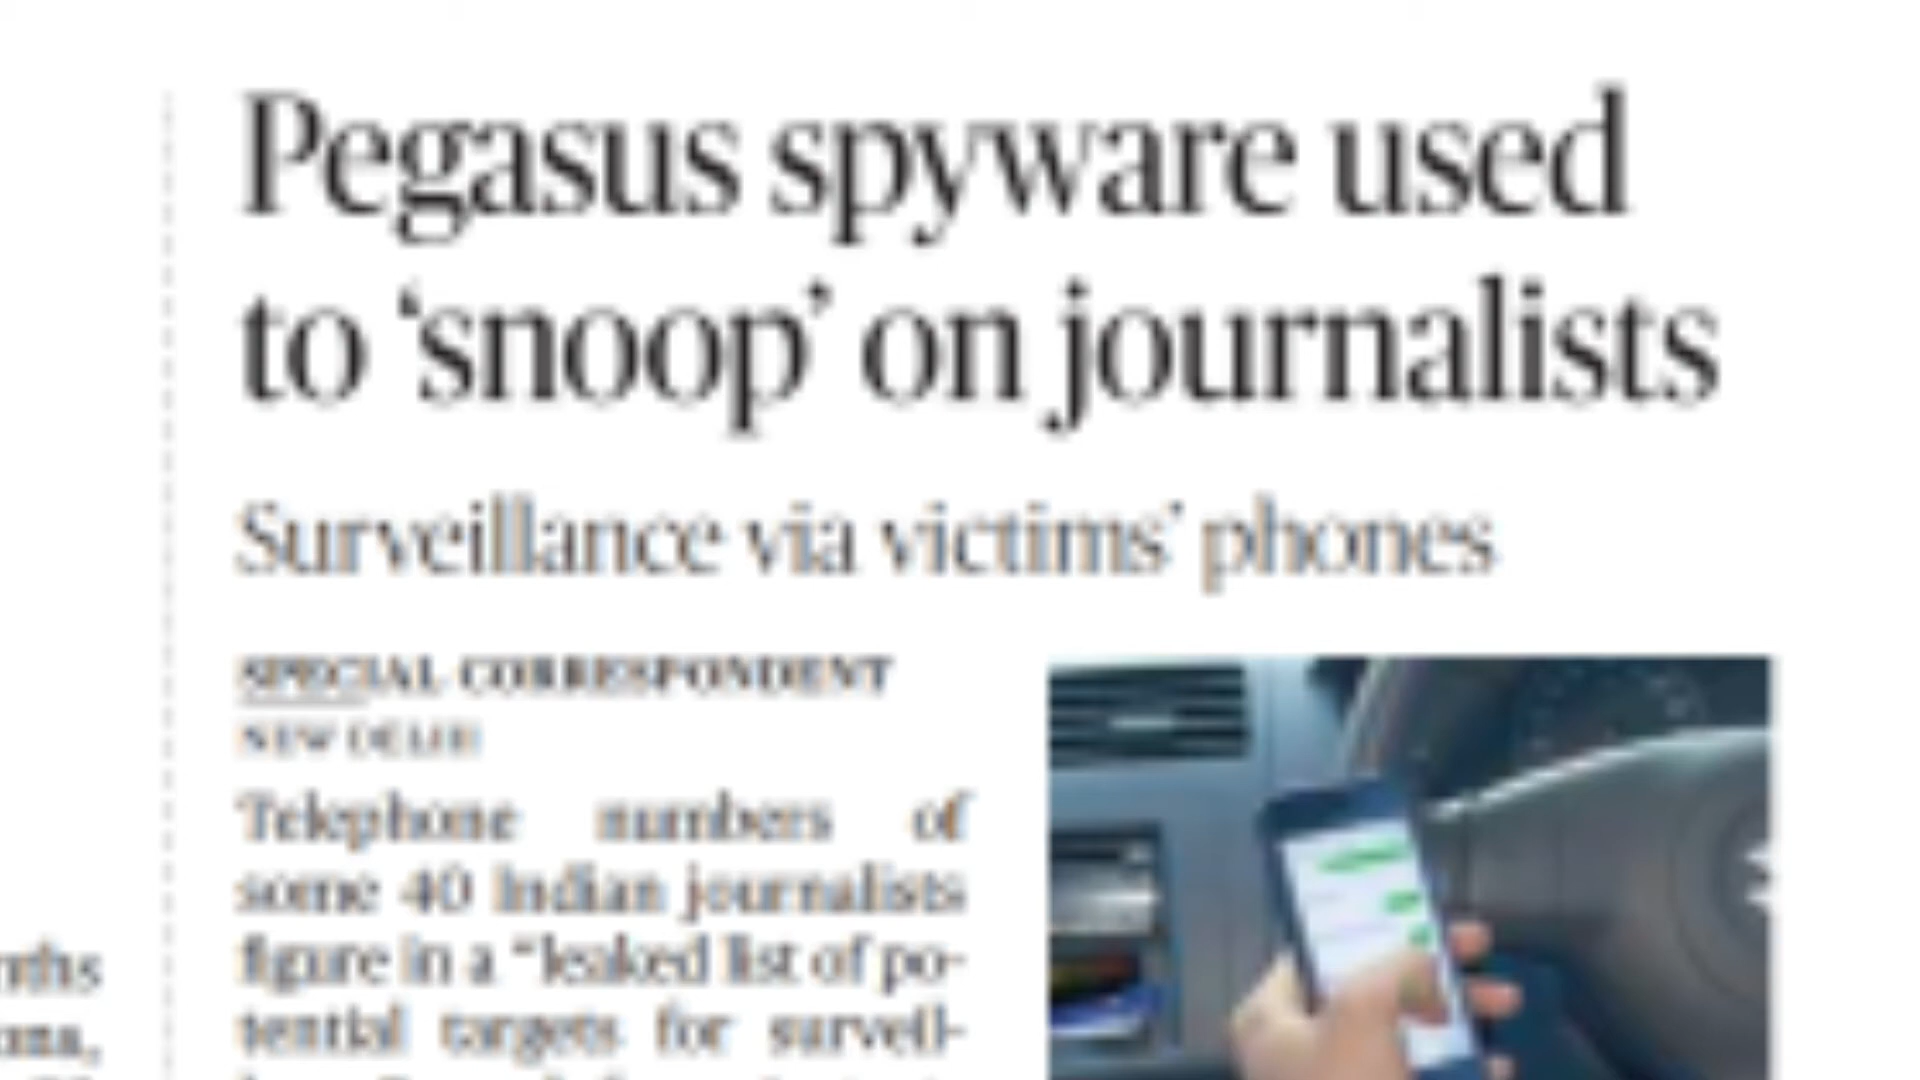 Pegasus spyware used
to ‘snoop’ on journalists
Surveillance via victims’ phones
SPECIAL CORRESPONDENT
NEW DELHI
Telephone numbers of
some 40 Indian journalists
figure in a “leaked list of po-
tential targets for surveil-